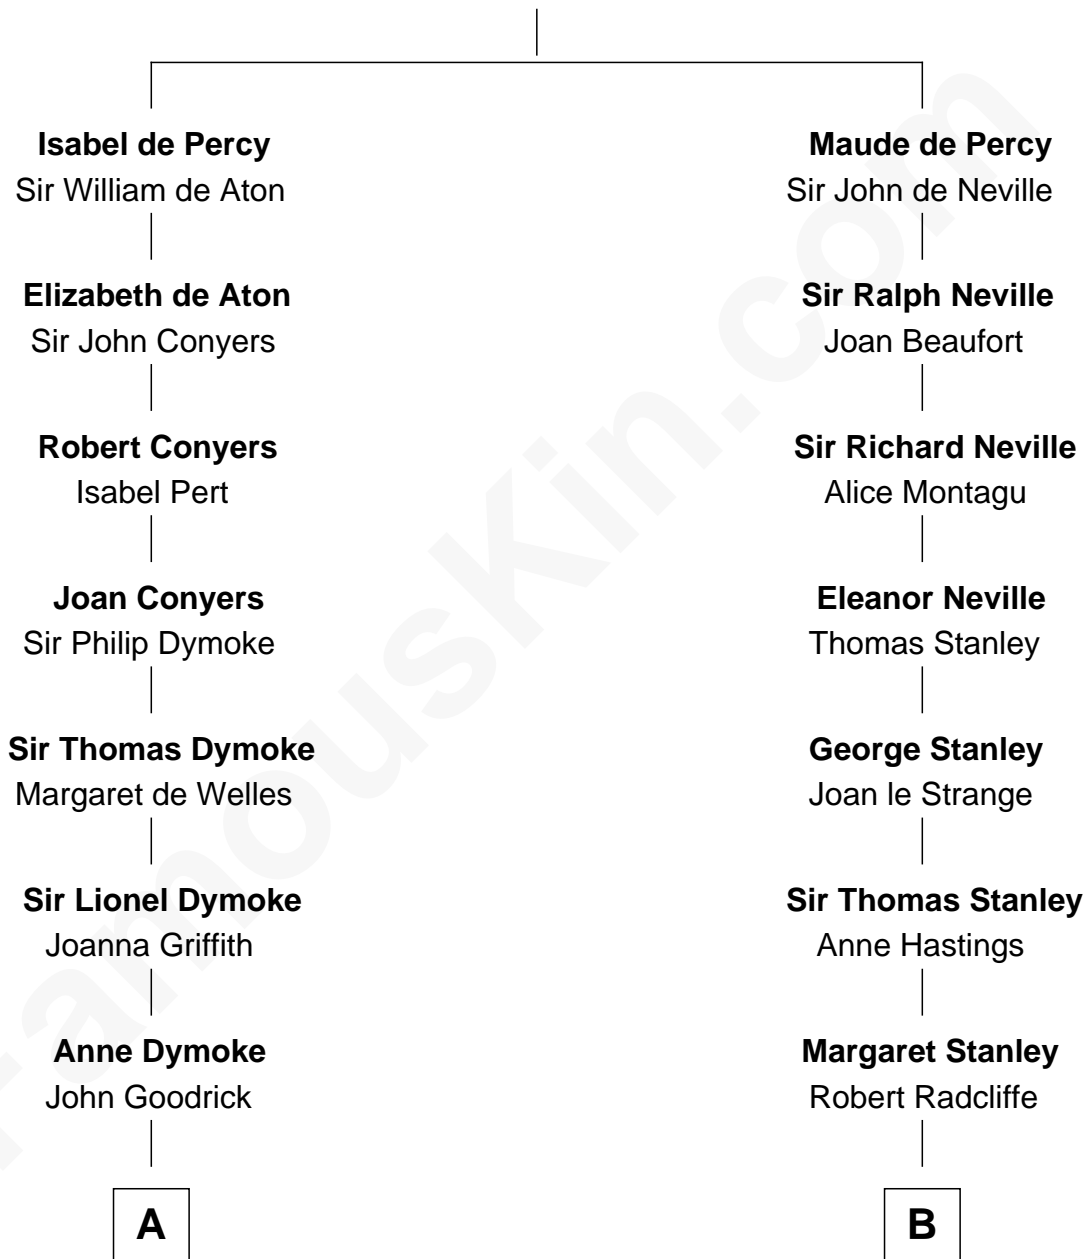 Isabel de Percy
Sir William de Aton
Maude de Percy
Sir John de Neville
Elizabeth de Aton
Sir John Conyers
Sir Ralph Neville
Joan Beaufort
Robert Conyers
Isabel Pert
Sir Richard Neville
Alice Montagu
Joan Conyers
Sir Philip Dymoke
Eleanor Neville
Thomas Stanley
Sir Thomas Dymoke
Margaret de Welles
George Stanley
Joan le Strange
Sir Lionel Dymoke
Joanna Griffith
Sir Thomas Stanley
Anne Hastings
Anne Dymoke
John Goodrick
Margaret Stanley
Robert Radcliffe
A
B
FamousKin.com